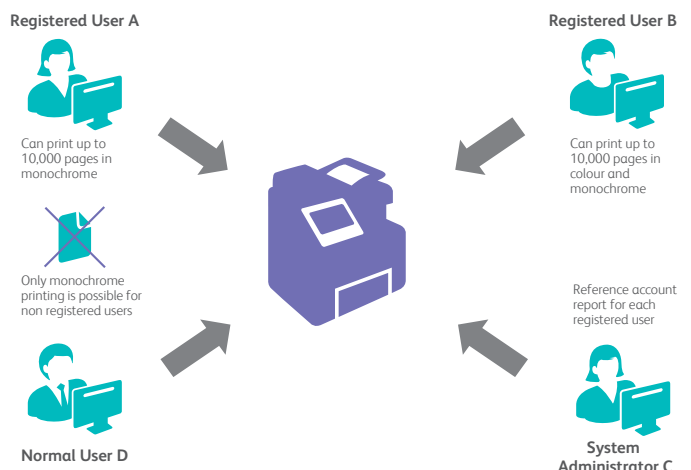 Registered User A
Can print up to
10,000 pages in
monochrome
Only monochrome
printing is possible for
non registered users
Normal User D
Registered User B
Can print up to
10,000 pages in
colour and
monochrome
Reference account
report for each
registered user
System
Administrator C